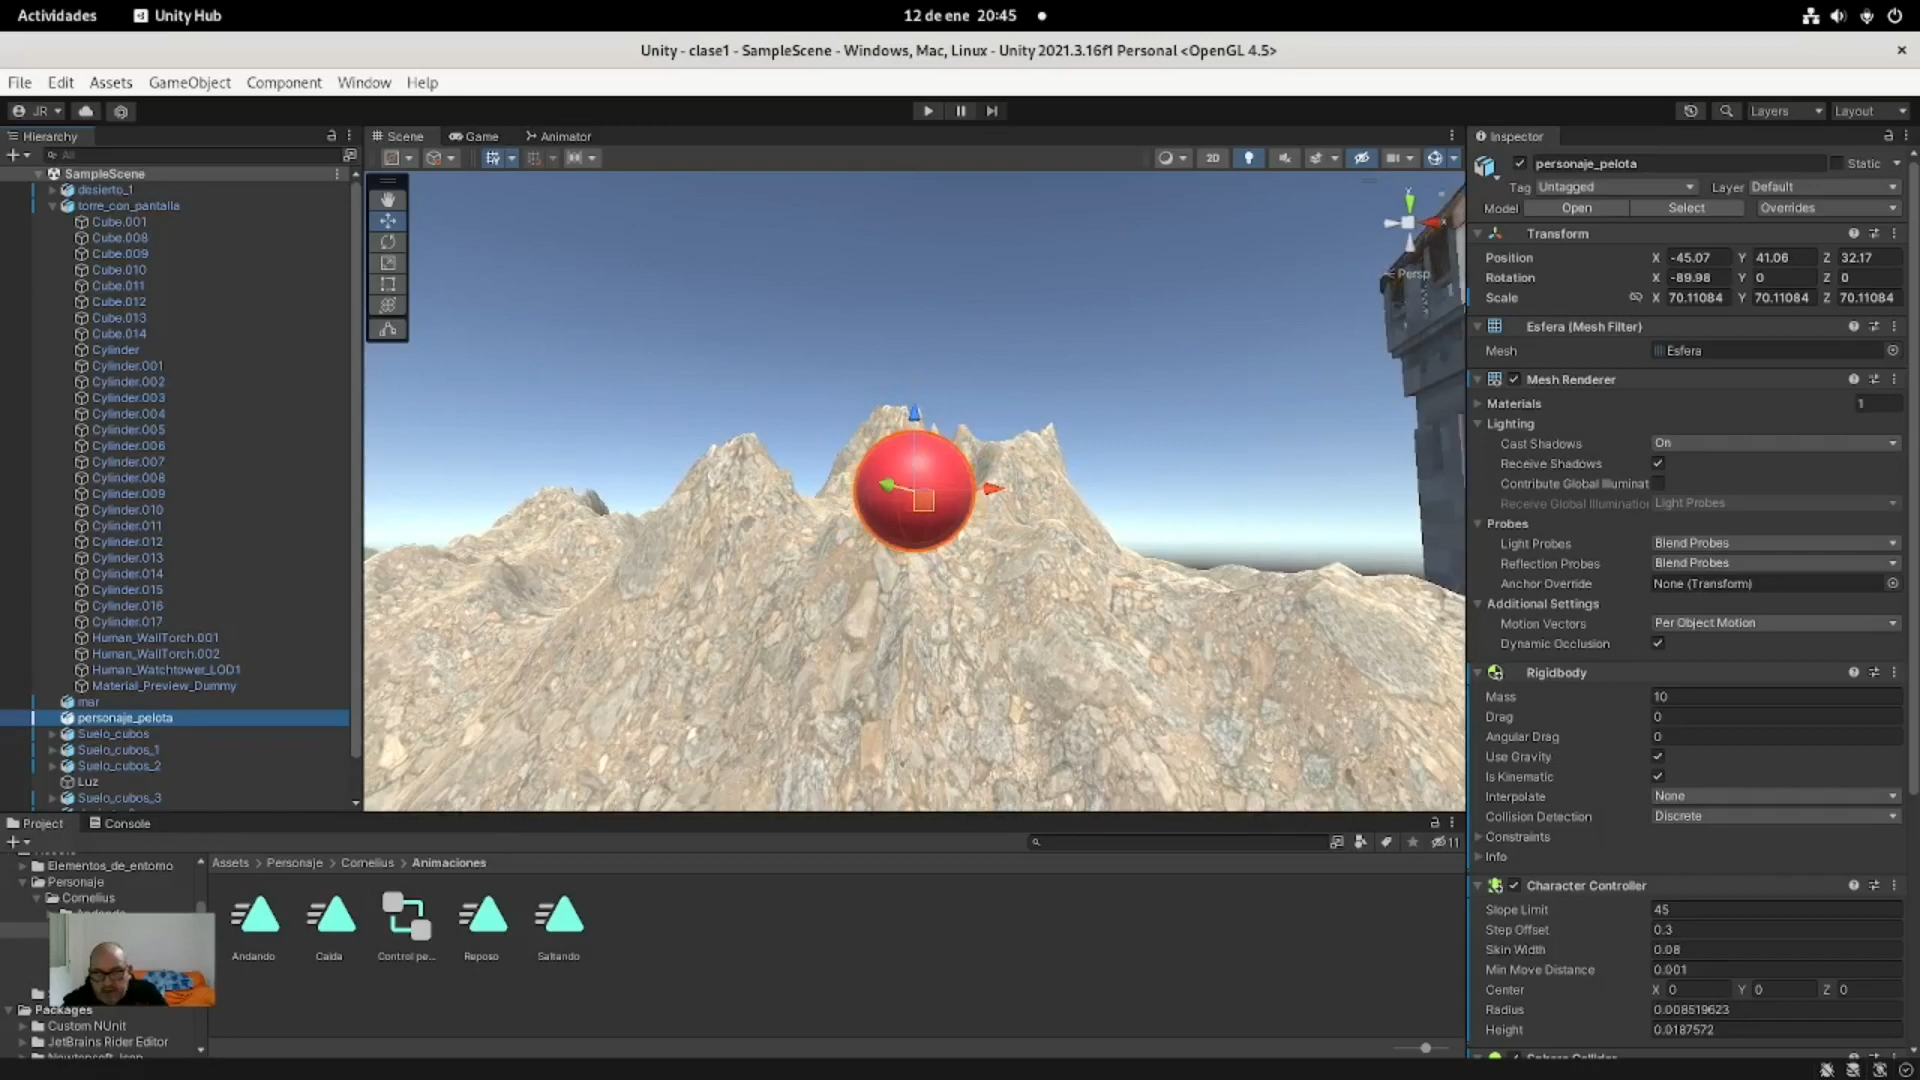 Actividades
Unity Hub
12 de ene 20:45
Unity - clase1 - SampleScene - Windows, Mac, Linux - Unity 2021.3.16f1 Personal <OpenGL 4.5>
File Edit Assets GameObject Component Window Help
JR
Layers
Layout
Hierarchy
All
SampleScene
desierto_1
torre_con_pantalla
Cube.001
Cube.008
Cube.009
Cube.010
Cube.011
Cube.012
Cube.013
Cube.014
Cylinder
Cylinder.001
Cylinder.002
Cylinder.003
Cylinder.004
Cylinder.005
Cylinder.006
Cylinder.007
Cylinder.008
Cylinder.009
Cylinder.010
Cylinder.011
Cylinder.012
Cylinder.013
Cylinder.014
Cylinder.015
Cylinder.016
Cylinder.017
Human_WallTorch.001
Human_WallTorch.002
Human_Watchtower_LOD1
Material_Preview_Dummy
mar
personaje_pelota
Suelo_cubos
Suelo_cubos_1
Suelo_cubos_2
Luz
Suelo_cubos_3
Scene Game Animator
2D
Persp
Inspector
personaje_pelota
Static
Tag Untagged Layer Default
Model Open Select Overrides
Transform
Position X -45.07 Y 41.06 Z 32.17
Rotation X -89.98 Y 0 Z 0
Scale X 70.11084 Y 70.11084 Z 70.11084
Esfera (Mesh Filter)
Mesh Esfera
Mesh Renderer
Materials 1
Lighting
Cast Shadows On
Receive Shadows
Contribute Global Illuminat
Receive Global Illuminatio Light Probes
Probes
Light Probes Blend Probes
Reflection Probes Blend Probes
Anchor Override None (Transform)
Additional Settings
Motion Vectors Per Object Motion
Dynamic Occlusion
Rigidbody
Mass 10
Drag 0
Angular Drag 0
Use Gravity
Is Kinematic
Interpolate None
Collision Detection Discrete
Constraints
Info
Character Controller
Slope Limit 45
Step Offset 0.3
Skin Width 0.08
Min Move Distance 0.001
Center X 0 Y 0 Z 0
Radius 0.008519623
Height 0.0187572
Project Console
11
Elementos_de_entorno
Personaje
Cornelius
Packages
Custom NUnit
JetBrains Rider Editor
Assets > Personaje > Cornelius > Animaciones
Andando
Caida
Control pe...
Reposo
Saltando